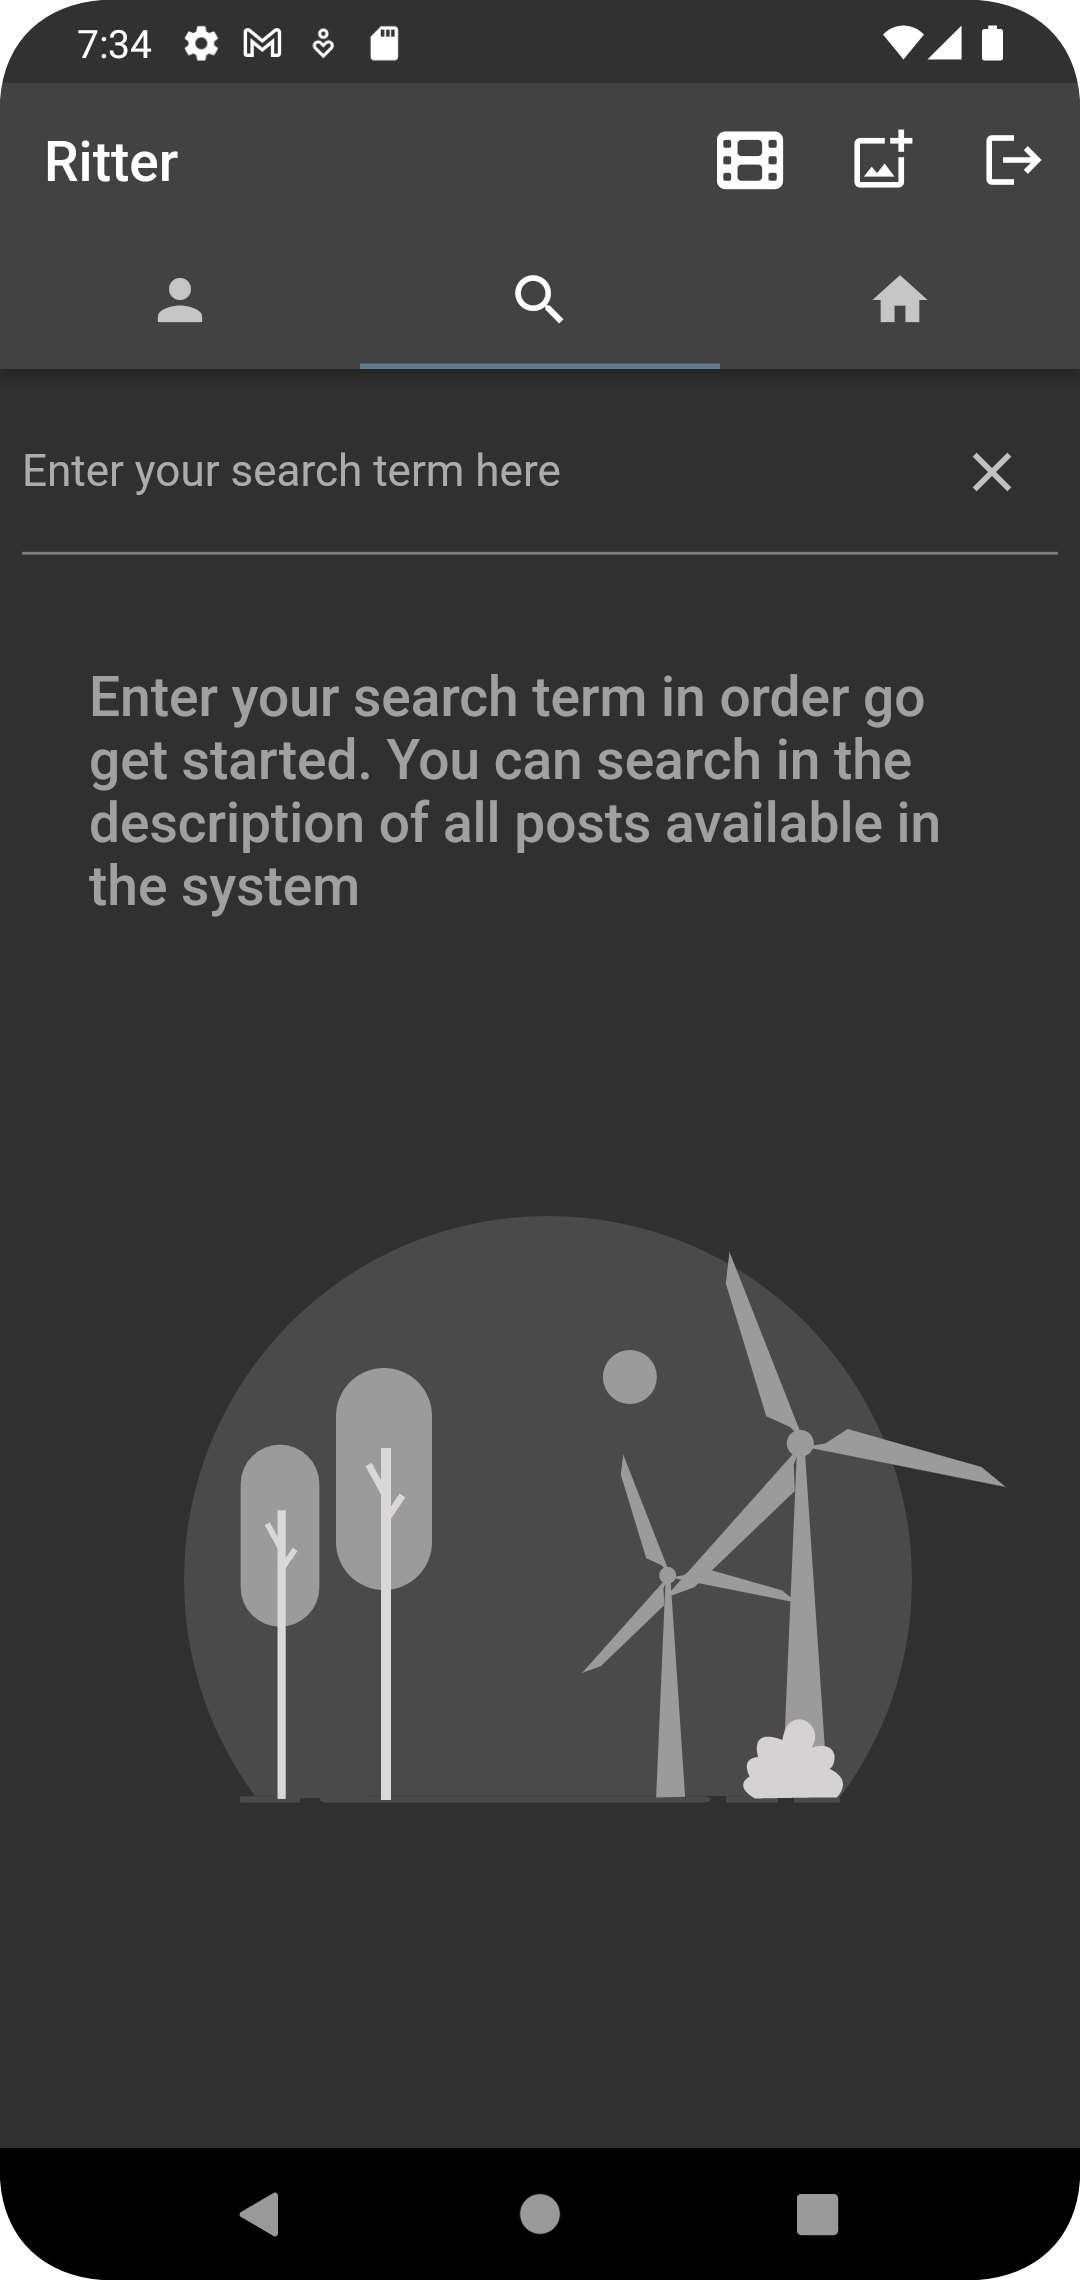 7:34
Ritter
Enter your search term here
Enter your search term in order go
get started. You can search in the
description of all posts available in
the system